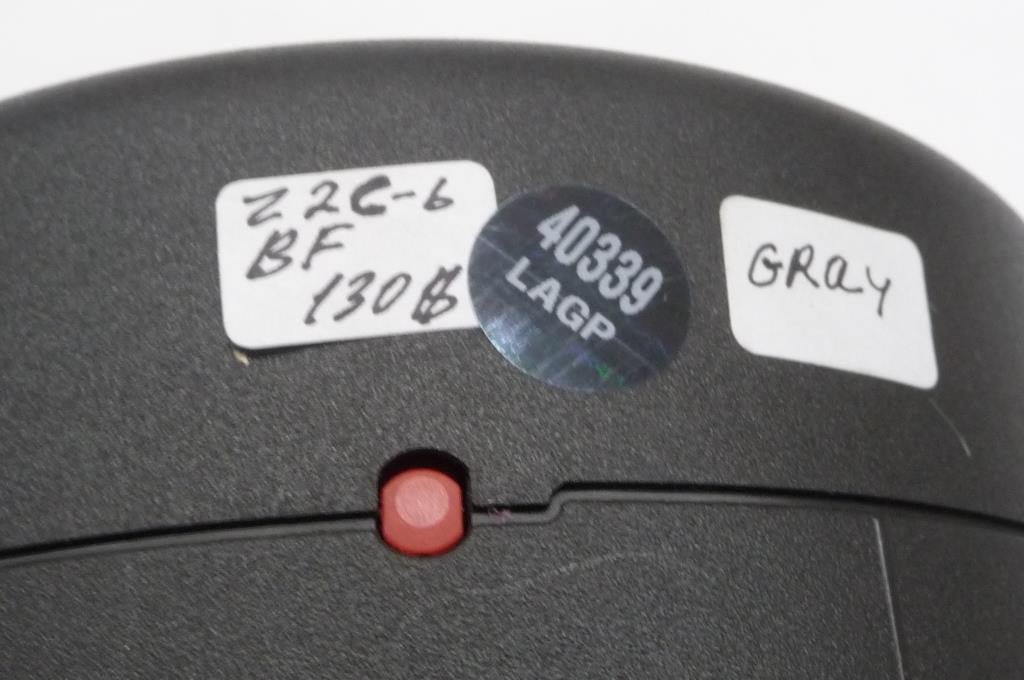 Z2C-6
BF
130฿
40339
LAGP
GRay